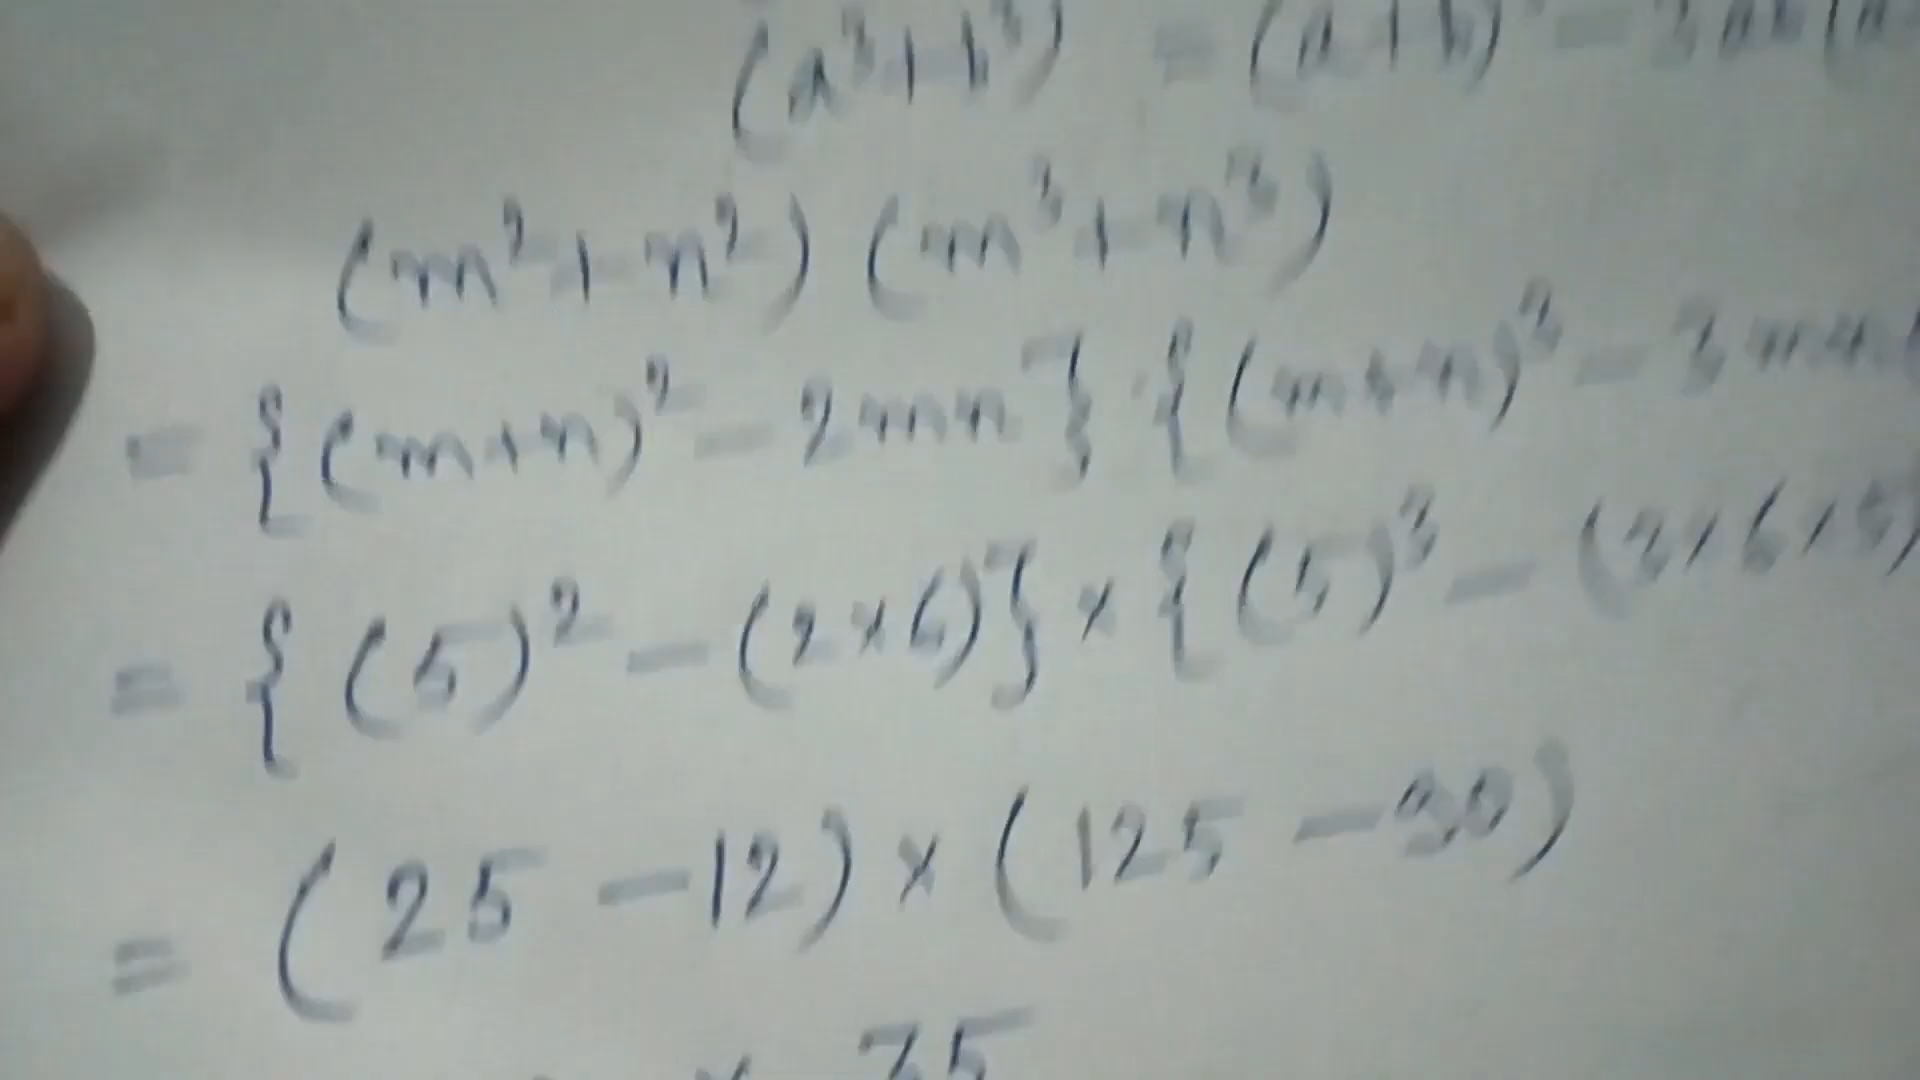 (a³+b³) = (a+b)³ - 3ab(a
(m²+n²) (m³+n³)
= {(m+n)² - 2mn} {(m+n)³ - 3mn(
= {(5)² - (2×6)} × {(5)³ - (3×6×5)
= (25 - 12) × (125 - 90)
× 35